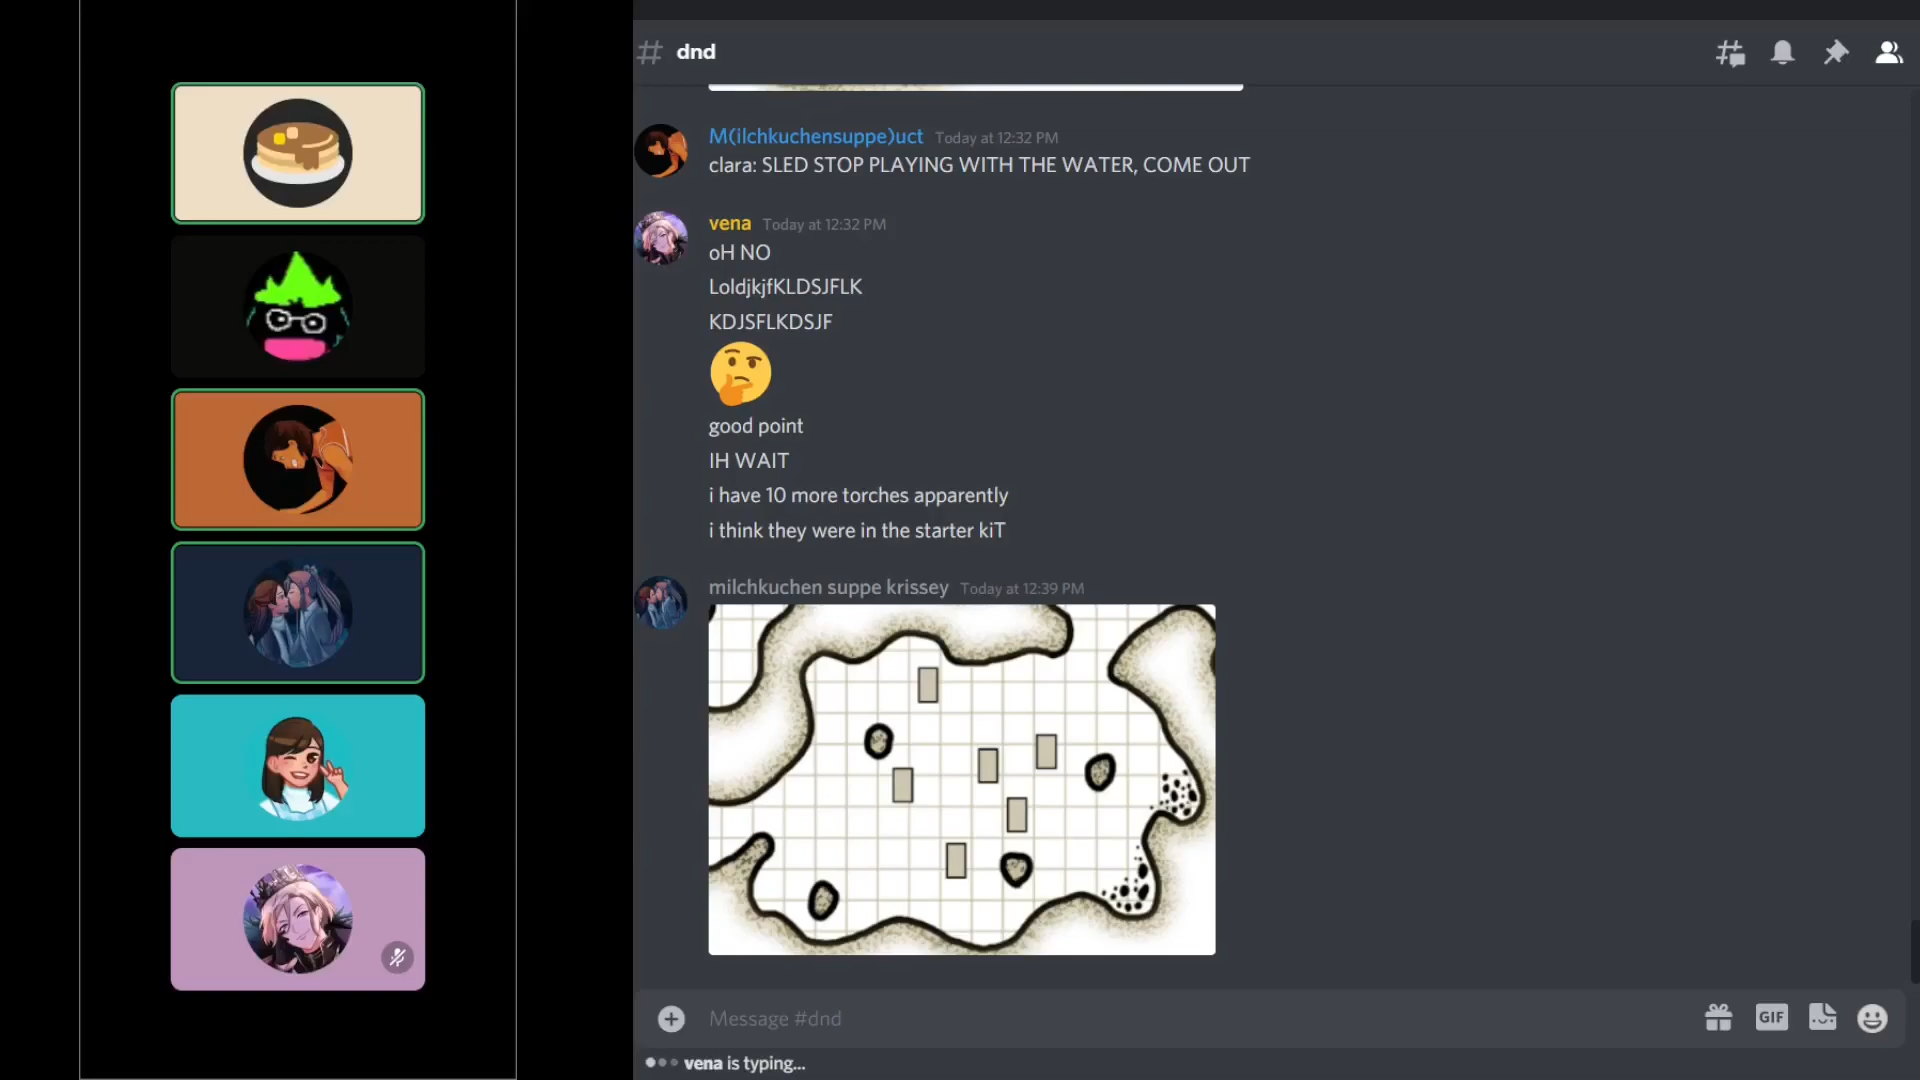 dnd
M(ilchkuchensuppe)uct Today at 12:32 PM
clara: SLED STOP PLAYING WITH THE WATER, COME OUT
vena Today at 12:32 PM
oH NO
LoldjkjfKLDSJFLK
KDJSFLKDSJF
good point
IH WAIT
i have 10 more torches apparently
i think they were in the starter kiT
milchkuchen suppe krissey Today at 12:39 PM
Message #dnd
GIF
vena is typing...